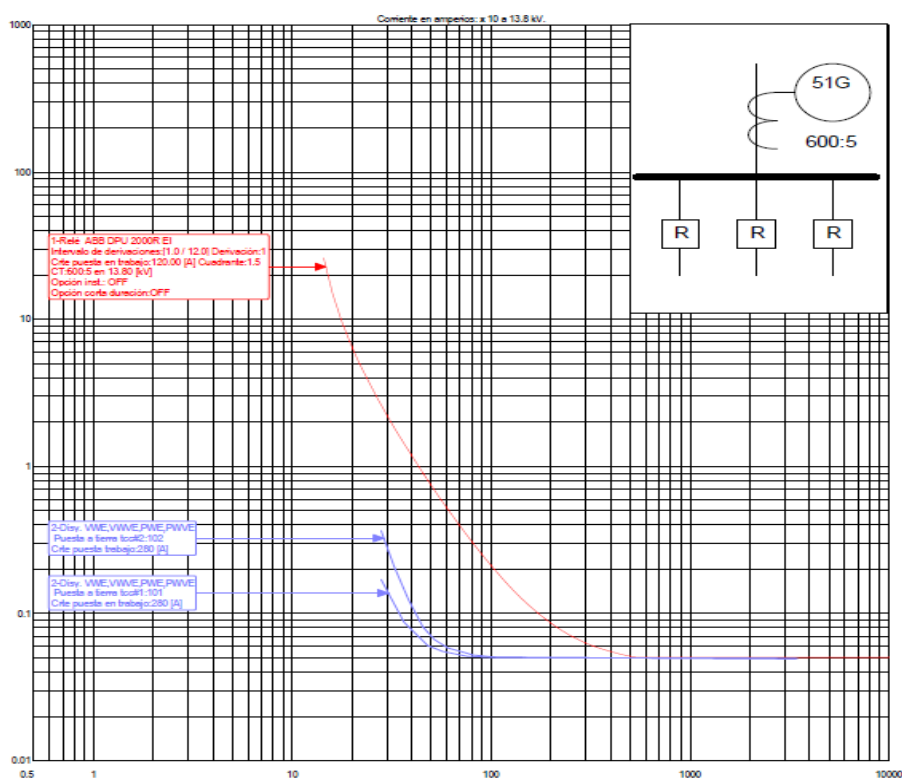 Corriente en amperios: x 10 a 13.8 kV.
1000
100
10
1
0.1
0.01
0.5
1
10
100
1000
10000
51G
600:5
R
R
R
1-Relé ABB DPU 2000R EI
Intervalo de derivaciones:[1.0 / 12.0] Derivación:1
Crte puesta en trabajo:120.00 [A] Cuadrante:1.5
CT:600:5 en 13.80 [kV]
Opción inst.: OFF
Opción corta duración:OFF
2-Disy. VWE,VWVE,PWE,PWVE
Puesta a tierra tcc#2:102
Crte puesta trabajo:280 [A]
2-Disy. VWE,VWVE,PWE,PWVE
Puesta a tierra tcc#1:101
Crte puesta en trabajo:280 [A]